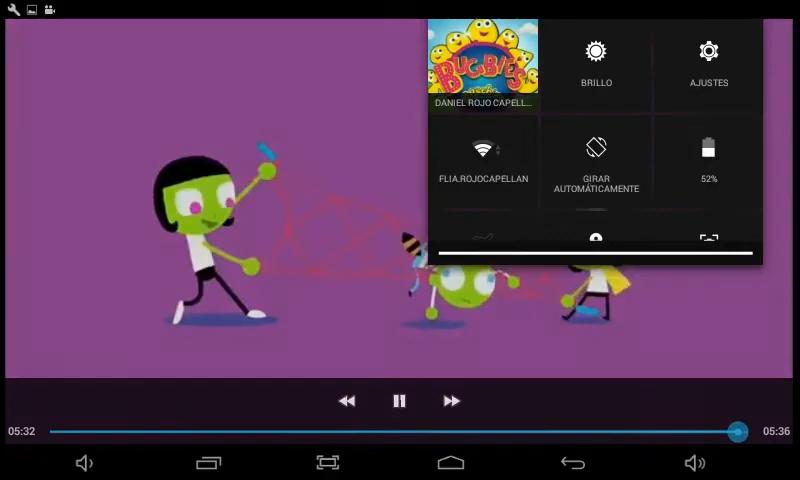 BUGBIES
DANIEL ROJO CAPELL...
BRILLO
AJUSTES
FLIA.ROJOCAPELLAN
GIRAR
AUTOMÁTICAMENTE
52%
05:32
05:36